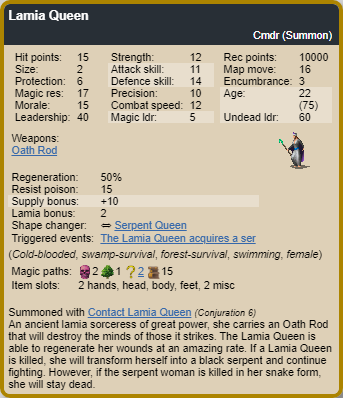 Lamia Queen
Cmdr (Summon)
Hit points: 15 Strength: 12 Rec points: 10000
Size: 2 Attack skill: 11 Map move: 16
Protection: 6 Defence skill: 14 Encumbrance: 3
Magic res: 17 Precision: 10 Age: 22
Morale: 15 Combat speed: 12 (75)
Leadership: 40 Magic ldr: 5 Undead ldr: 60
Weapons:
Oath Rod
Regeneration: 50%
Resist poison: 15
Supply bonus: +10
Lamia bonus: 2
Shape changer: ⇔ Serpent Queen
Triggered events: The Lamia Queen acquires a ser
(Cold-blooded, swamp-survival, forest-survival, swimming, female)
Magic paths: 2 1 ?2 15
Item slots: 2 hands, head, body, feet, 2 misc
Summoned with Contact Lamia Queen (Conjuration 6)
An ancient lamia sorceress of great power, she carries an Oath Rod
that will destroy the minds of those it strikes. The Lamia Queen is
able to regenerate her wounds at an amazing rate. If a Lamia Queen
is killed, she will transform herself into a black serpent and continue
fighting. However, if the serpent woman is killed in her snake form,
she will stay dead.